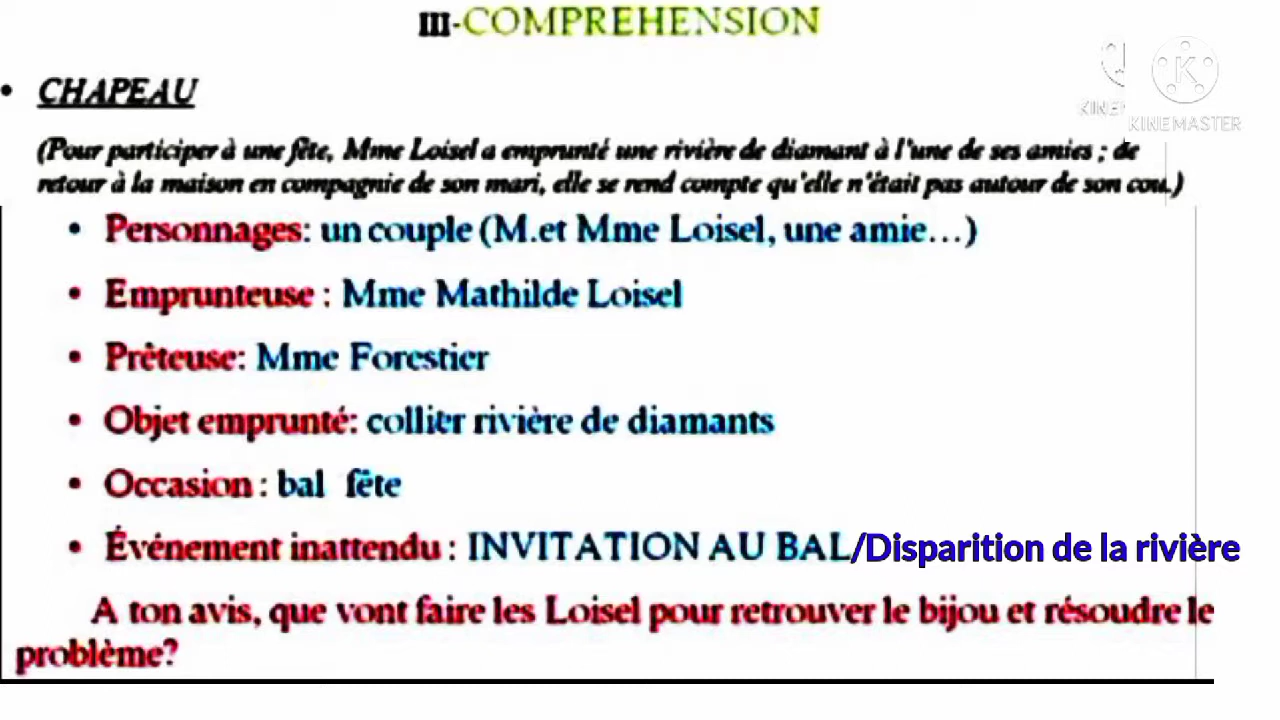 III-COMPREHENSION
• CHAPEAU
(Pour participer à une fête, Mme Loisel a emprunté une rivière de diamant à l'une de ses amies ; de
retour à la maison en compagnie de son mari, elle se rend compte qu'elle n'était pas autour de son cou.)
• Personnages: un couple (M.et Mme Loisel, une amie...)
• Emprunteuse : Mme Mathilde Loisel
• Prêteuse: Mme Forestier
• Objet emprunté: collier rivière de diamants
• Occasion : bal fête
• Événement inattendu : INVITATION AU BAL/Disparition de la rivière
A ton avis, que vont faire les Loisel pour retrouver le bijou et résoudre le
problème?
KINEM
KINEMASTER